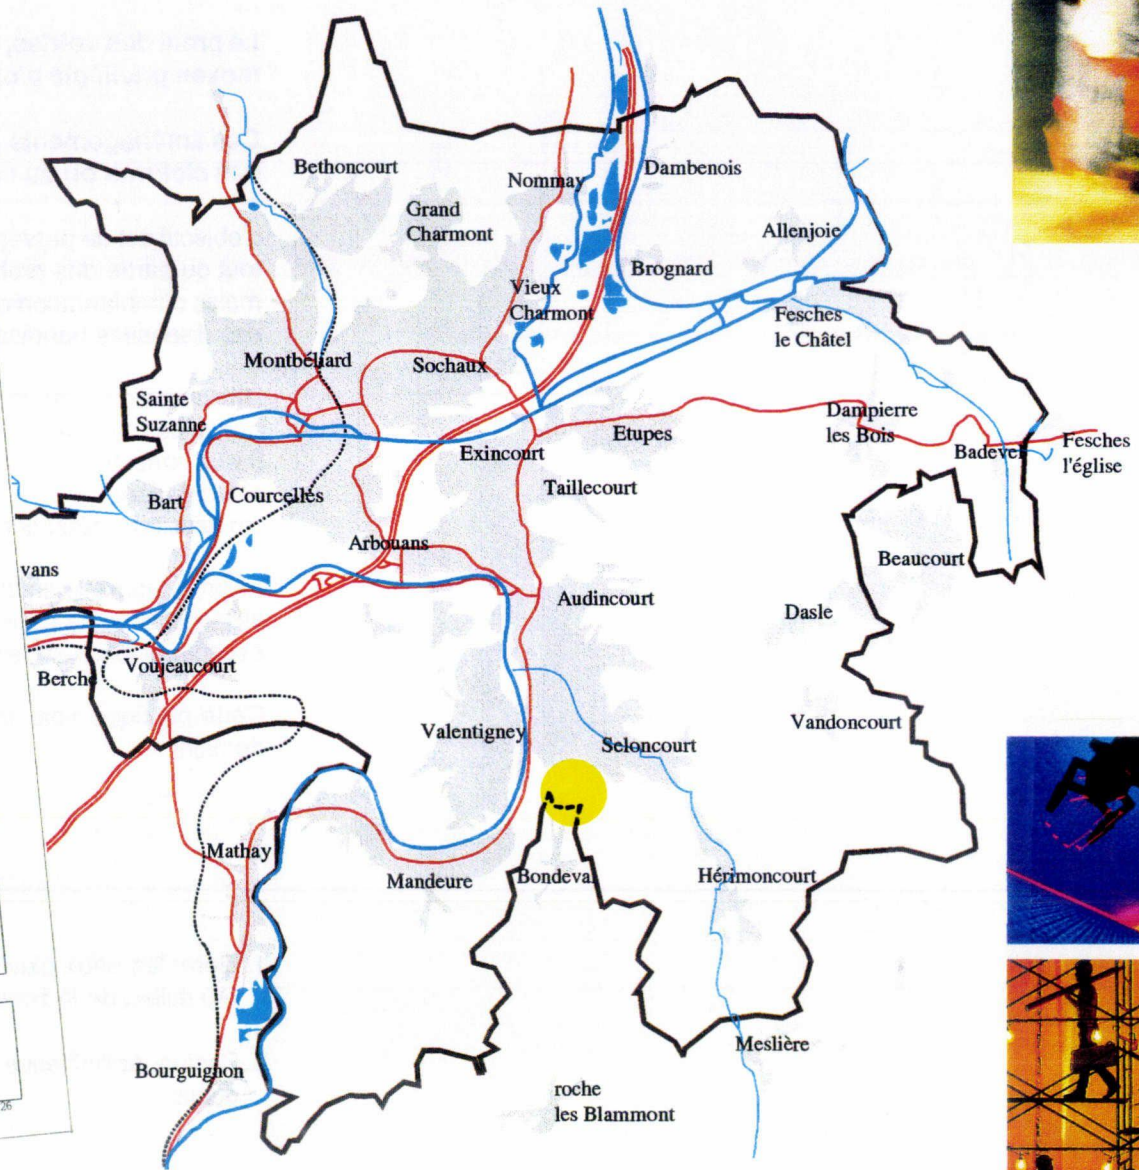 Bethoncourt
Nommay
Dambenois
Grand
Charmont
Allenjoie
Brognard
Vieux
Charmont
Fesches
le Châtel
Montbéliard
Sochaux
Sainte
Suzanne
Dampierre
les Bois
Etupes
Exincourt
Badevel
Fesches
l'église
Taillecourt
Bart
Courcelles
Arbouans
Beaucourt
vans
Audincourt
Dasle
Voujeaucourt
Berche
Valentigney
Vandoncourt
Seloncourt
Mathay
Mandeure
Bondeval
Hérimoncourt
Meslière
Bourguignon
roche
les Blammont
26